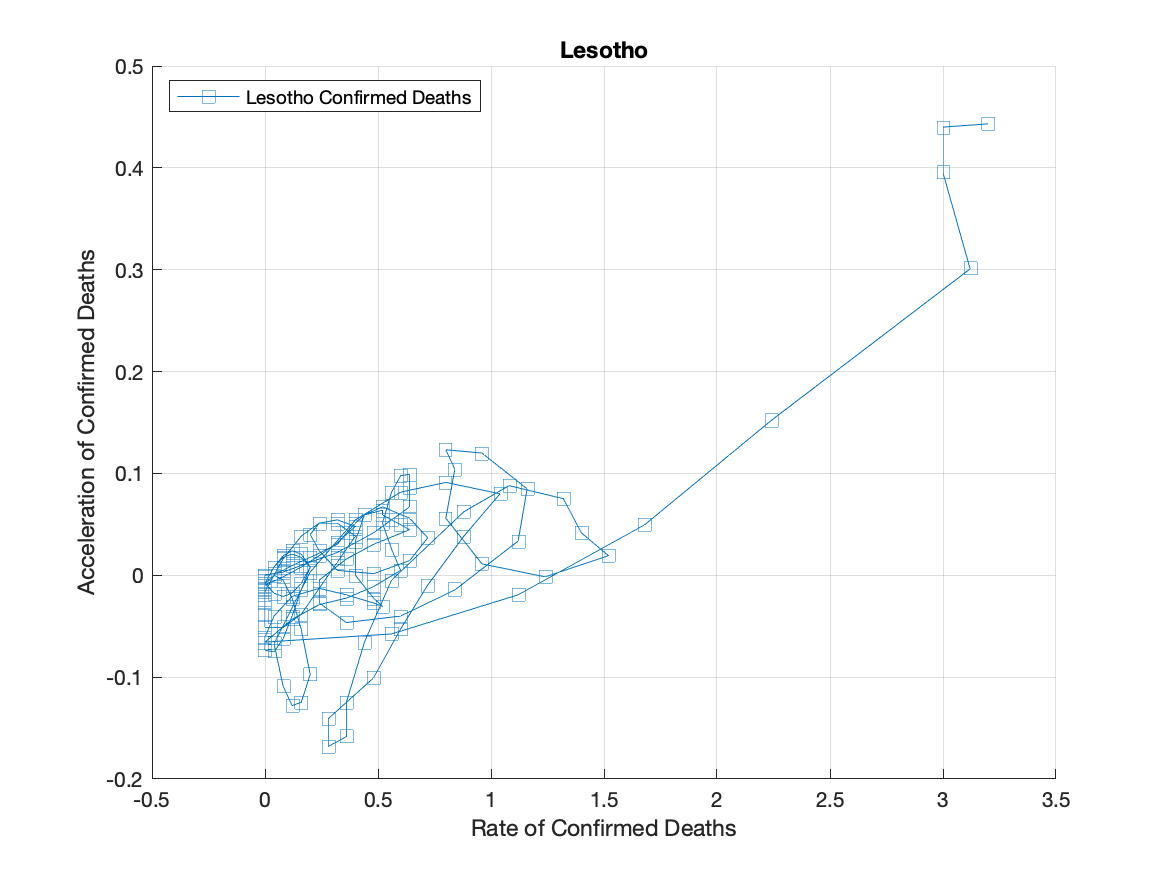 Lesotho
Lesotho Confirmed Deaths
0.5
0.4
0.3
0.2
0.1
0
-0.1
-0.2
Acceleration of Confirmed Deaths
-0.5 0 0.5 1 1.5 2 2.5 3 3.5
Rate of Confirmed Deaths